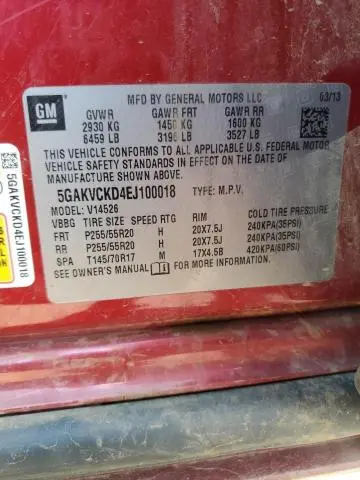 GM
MFD BY GENERAL MOTORS LLC
03/13
GVWR GAWR FRT GAWR RR
2930 KG 1450 KG 1600 KG
6459 LB 3196 LB 3527 LB
THIS VEHICLE CONFORMS TO ALL APPLICABLE U.S. FEDERAL MOTOR
VEHICLE SAFETY STANDARDS IN EFFECT ON THE DATE OF
MANUFACTURE SHOWN ABOVE.
5GAKVCKD4EJ100018 TYPE: M.P.V.
MODEL: V14526
VBBG TIRE SIZE SPEED RTG RIM COLD TIRE PRESSURE
FRT P255/55R20 H 20X7.5J 240KPA(35PSI)
RR P255/55R20 H 20X7.5J 240KPA(35PSI)
SPA T145/70R17 M 17X4.5B 420KPA(60PSI)
SEE OWNER'S MANUAL FOR ADDITIONAL INFORMATION.
5GAKVCKD4EJ100018